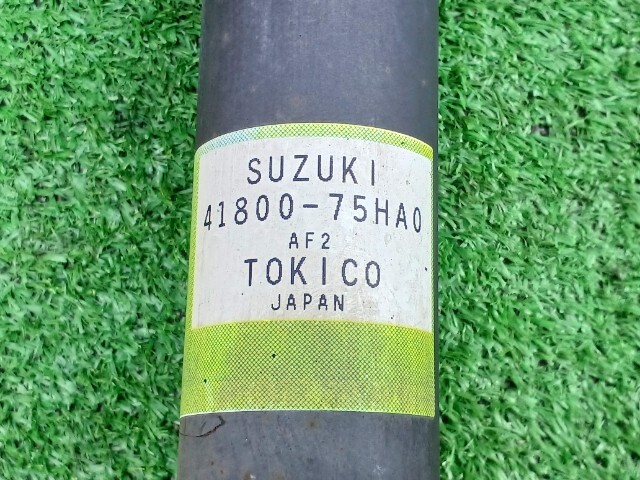 SUZUKI
41800-75HA0
AF2
TOKICO
JAPAN